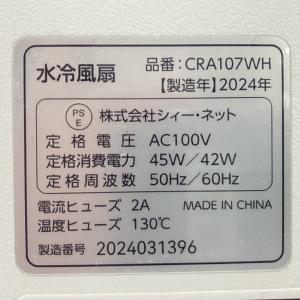 水冷風扇
品番：CRA107WH
【製造年】2024年
PS
E
株式会社シィー・ネット
定格電圧 AC100V
定格消費電力 45W／42W
定格周波数 50Hz／60Hz
電流ヒューズ 2A
MADE IN CHINA
温度ヒューズ 130℃
製造番号 2024031396